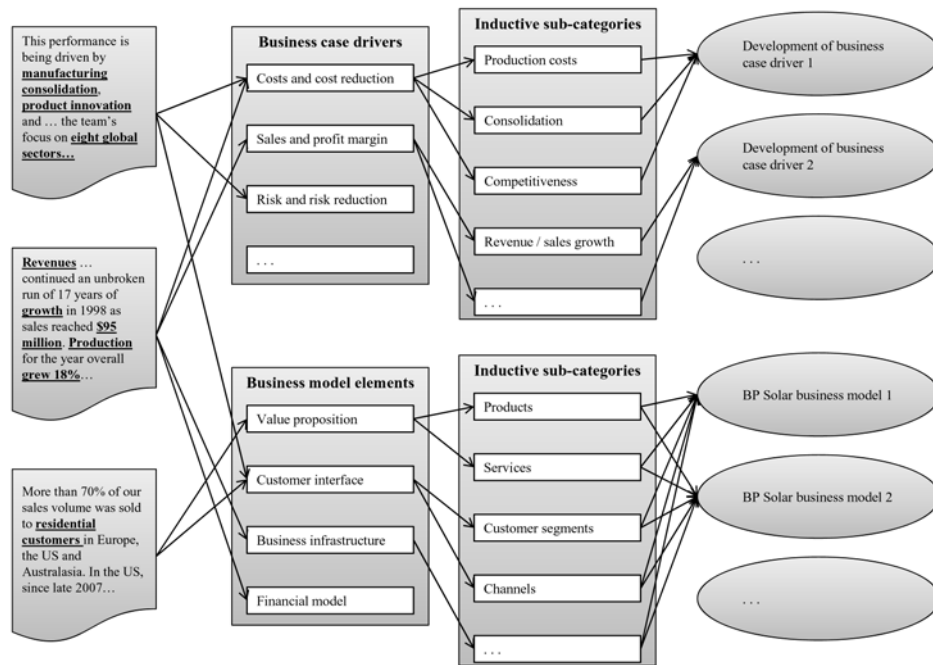 This performance is
being driven by
manufacturing
consolidation,
product innovation
and … the team's
focus on eight global
sectors…
Revenues …
continued an unbroken
run of 17 years of
growth in 1998 as
sales reached $95
million. Production
for the year overall
grew 18%…
More than 70% of our
sales volume was sold
to residential
customers in Europe,
the US and
Australasia. In the US,
since late 2007…
Business case drivers
Costs and cost reduction
Sales and profit margin
Risk and risk reduction
. . .
Business model elements
Value proposition
Customer interface
Business infrastructure
Financial model
Inductive sub-categories
Production costs
Consolidation
Competitiveness
Revenue / sales growth
. . .
Inductive sub-categories
Products
Services
Customer segments
Channels
. . .
Development of business
case driver 1
Development of business
case driver 2
. . .
BP Solar business model 1
BP Solar business model 2
. . .